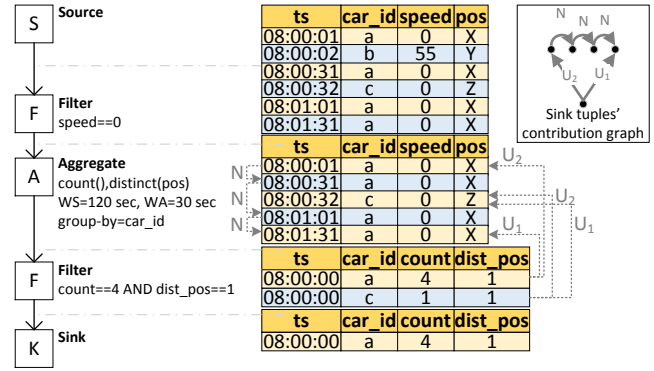 S
Source
F
Filter
speed==0
A
Aggregate
count(),distinct(pos)
WS=120 sec, WA=30 sec
group-by=car_id
F
Filter
count==4 AND dist_pos==1
K
Sink
ts car_id speed pos
08:00:01 a 0 X
08:00:02 b 55 Y
08:00:31 a 0 X
08:00:32 c 0 Z
08:01:01 a 0 X
08:01:31 a 0 X
ts car_id speed pos
08:00:01 a 0 X
08:00:31 a 0 X
08:00:32 c 0 Z
08:01:01 a 0 X
08:01:31 a 0 X
N
N
N
U2
U2
U1
U1
ts car_id count dist_pos
08:00:00 a 4 1
08:00:00 c 1 1
ts car_id count dist_pos
08:00:00 a 4 1
N N N
U2 U1
Sink tuples'
contribution graph